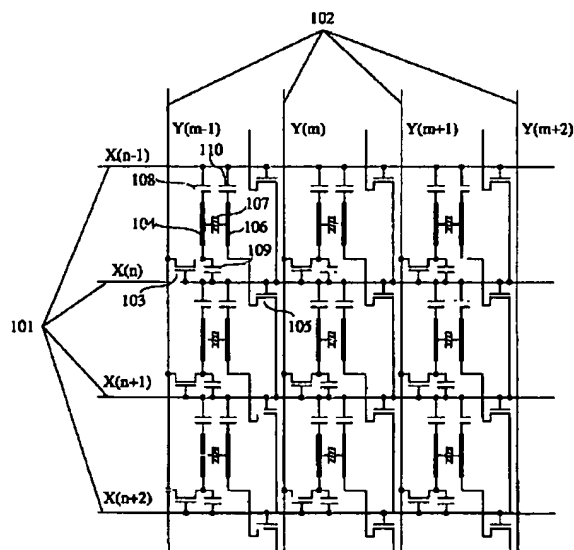 102
Y(m-1) Y(m) Y(m+1) Y(m+2)
X(n-1)
110
108
107
104
106
109
X(n)
103
105
101
X(n+1)
X(n+2)